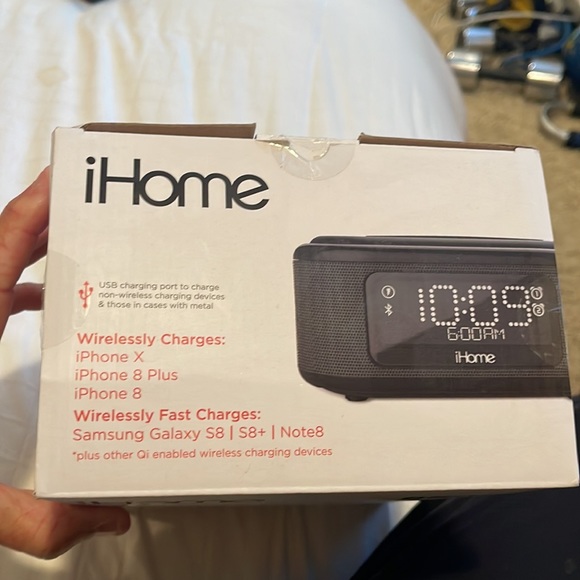 iHome
USB charging port to charge
non-wireless charging devices
& those in cases with metal
Wirelessly Charges:
iPhone X
iPhone 8 Plus
iPhone 8
Wirelessly Fast Charges:
Samsung Galaxy S8 | S8+ | Note8
*plus other Qi enabled wireless charging devices
10:09
1
2
6:00AM
iHome